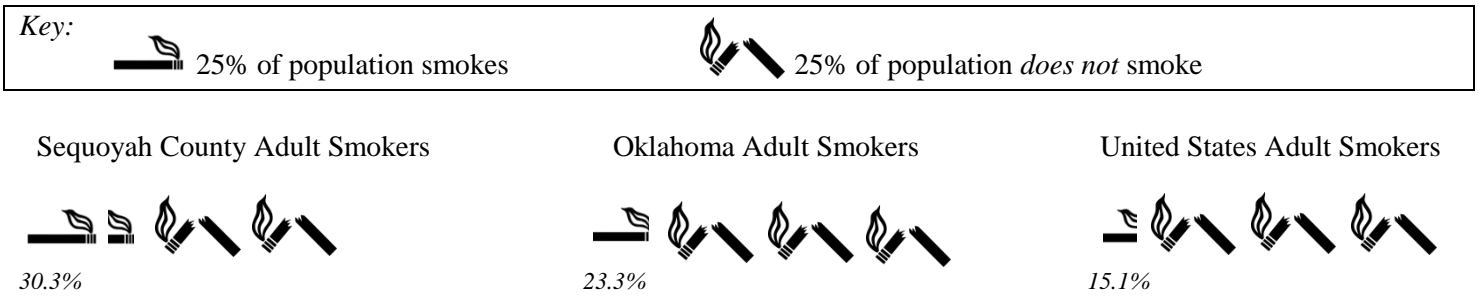 Key:
25% of population smokes 25% of population does not smoke
Sequoyah County Adult Smokers Oklahoma Adult Smokers United States Adult Smokers
30.3% 23.3% 15.1%